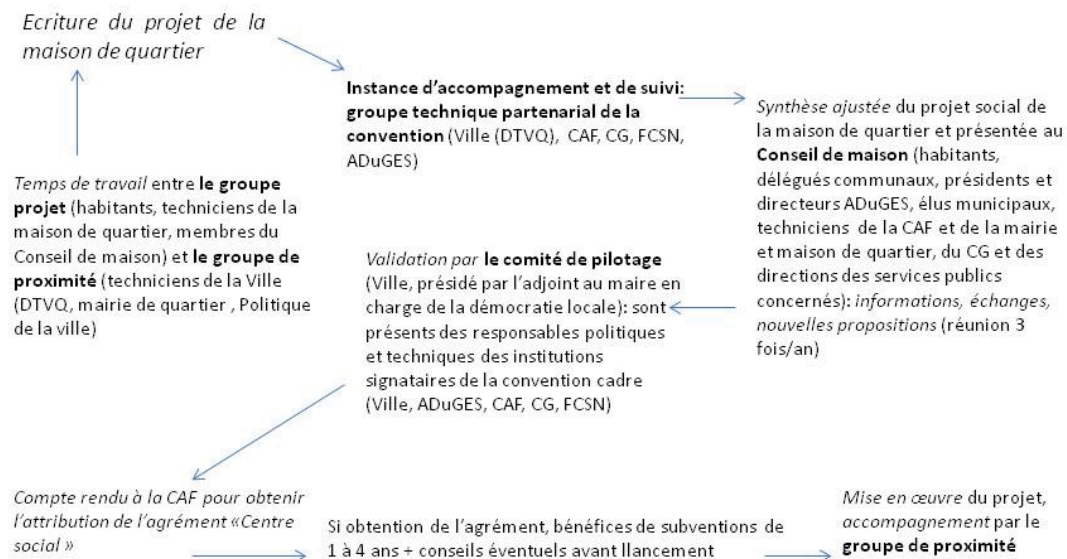 Ecriture du projet de la
maison de quartier
Instance d'accompagnement et de suivi:
groupe technique partenarial de la
convention (Ville (DTVQ), CAF, CG, FCSN,
ADuGES)
Synthèse ajustée du projet social de
la maison de quartier et présentée au
Conseil de maison (habitants,
délégués communaux, présidents et
directeurs ADuGES, élus municipaux,
techniciens de la CAF et de la mairie
et maison de quartier, du CG et des
directions des services publics
concernés): informations, échanges,
nouvelles propositions (réunion 3
fois/an)
Temps de travail entre le groupe
projet (habitants, techniciens de la
maison de quartier, membres du
Conseil de maison) et le groupe de
proximité (techniciens de la Ville
(DTVQ, mairie de quartier , Politique
de la ville)
Validation par le comité de pilotage
(Ville, présidé par l'adjoint au maire en
charge de la démocratie locale): sont
présents des responsables politiques
et techniques des institutions
signataires de la convention cadre
(Ville, ADuGES, CAF, CG, FCSN)
Compte rendu à la CAF pour obtenir
l'attribution de l'agrément «Centre
social »
Si obtention de l'agrément, bénéfices de subventions de
1 à 4 ans + conseils éventuels avant llancement
Mise en œuvre du projet,
accompagnement par le
groupe de proximité